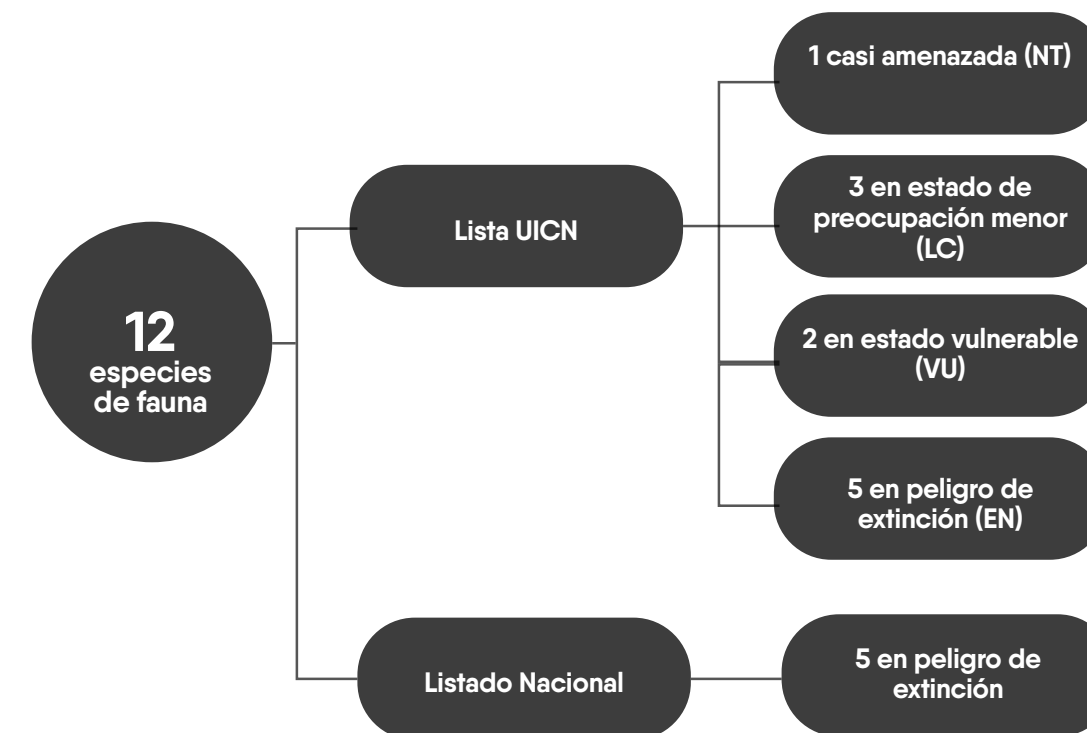 12
especies
de fauna
Lista UICN
1 casi amenazada (NT)
3 en estado de
preocupación menor
(LC)
2 en estado vulnerable
(VU)
5 en peligro de
extinción (EN)
Listado Nacional
5 en peligro de
extinción